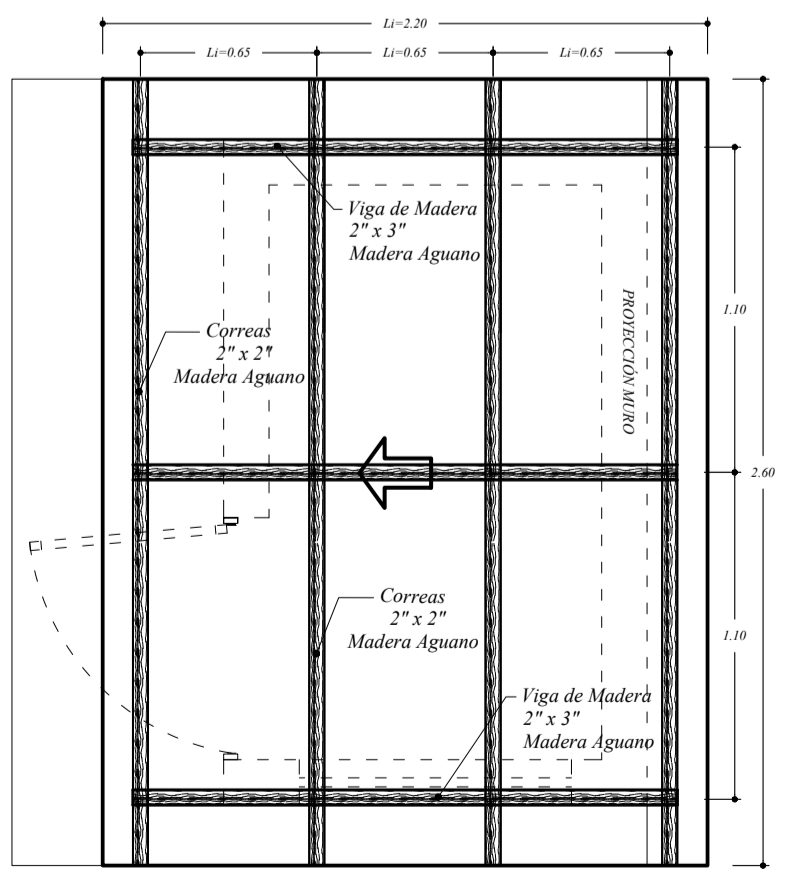 Li=2.20
Li=0.65
Li=0.65
Li=0.65
Viga de Madera
2" x 3"
Madera Aguano
1.10
PROYECCIÓN MURO
Correas
2" x 2"
Madera Aguano
2.60
Correas
2" x 2"
Madera Aguano
1.10
Viga de Madera
2" x 3"
Madera Aguano